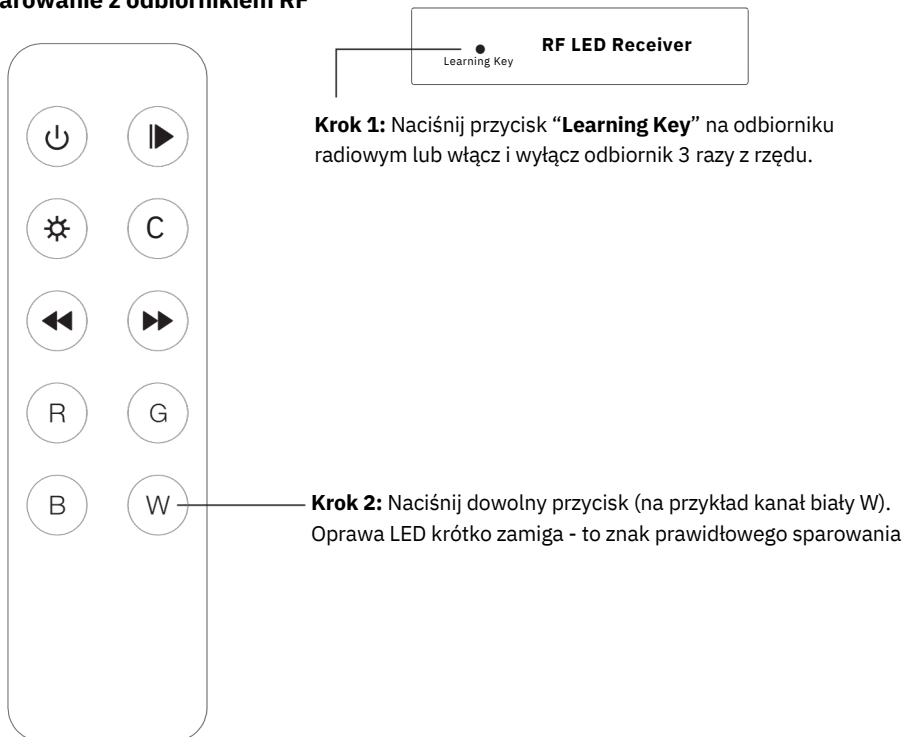 arowanie z odbiornikiem RF
RF LED Receiver
Learning Key
Krok 1: Naciśnij przycisk “Learning Key” na odbiorniku
radiowym lub włącz i wyłącz odbiornik 3 razy z rzędu.
C
R G
B W
Krok 2: Naciśnij dowolny przycisk (na przykład kanał biały W).
Oprawa LED krótko zamiga - to znak prawidłowego sparowania